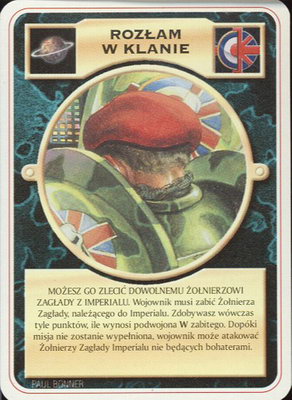 ROZŁAM
W KLANIE
MOŻESZ GO ZLECIĆ DOWOLNEMU ŻOŁNIERZOWI
ZAGŁADY Z IMPERIALU. Wojownik musi zabić Żołnierza
Zagłady, należącego do Imperialu. Zdobywasz wówczas
tyle punktów, ile wynosi podwojona W zabitego. Dopóki
misja nie zostanie wypełniona, wojownik może atakować
Żołnierzy Zagłady Imperialu nie będących bohaterami.
PAUL BONNER